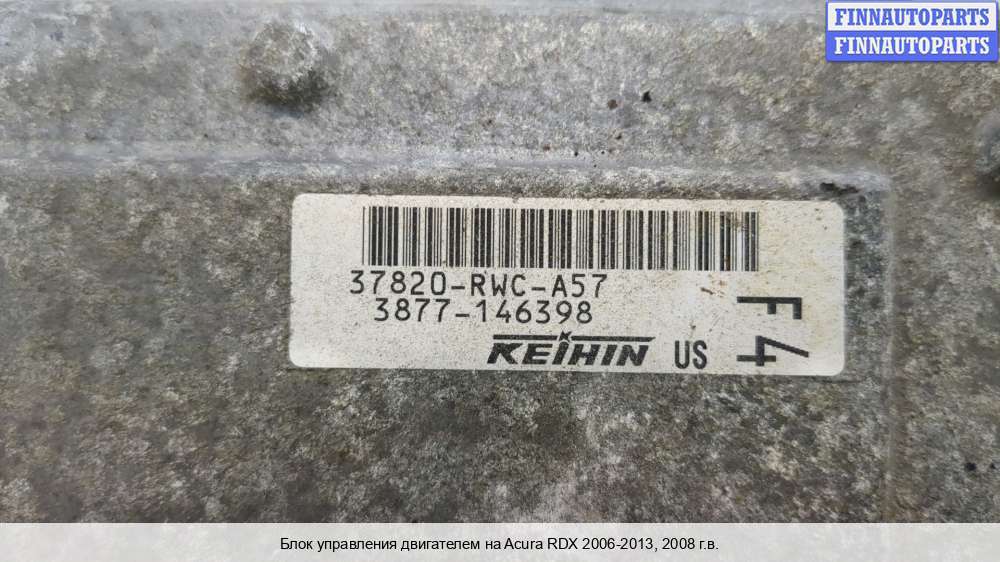 FINNAUTOPARTS
FINNAUTOPARTS
37820-RWC-A57
3877-146398
KEIHIN US
F4
Блок управления двигателем на Acura RDX 2006-2013, 2008 г.в.